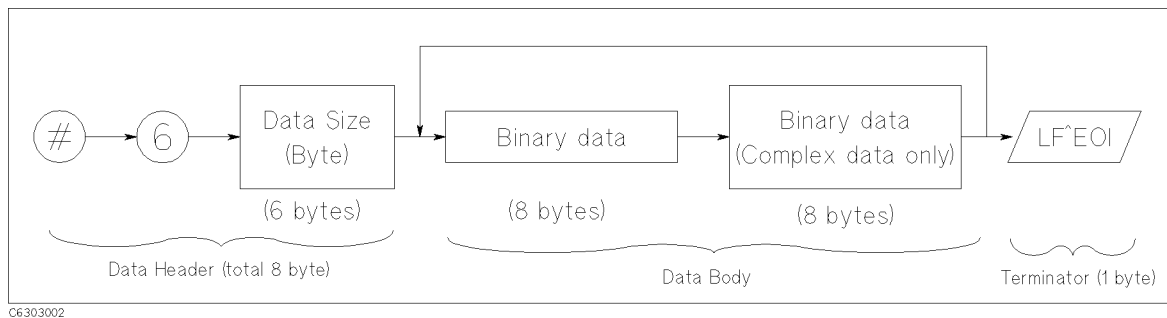 #
6
Data Size
(Byte)
Binary data
Binary data
(Complex data only)
LF^EOI
(6 bytes)
(8 bytes)
(8 bytes)
Data Header (total 8 byte)
Data Body
Terminator (1 byte)
C6303002